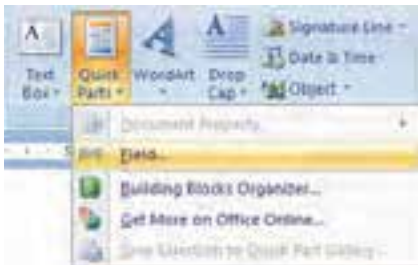 A A A Signature Line
Date & Time
Text Box Quick Parts WordArt Drop Cap Object
Document Property
Field...
Building Blocks Organizer...
Get More on Office Online...
Save Selection to Quick Part Gallery...